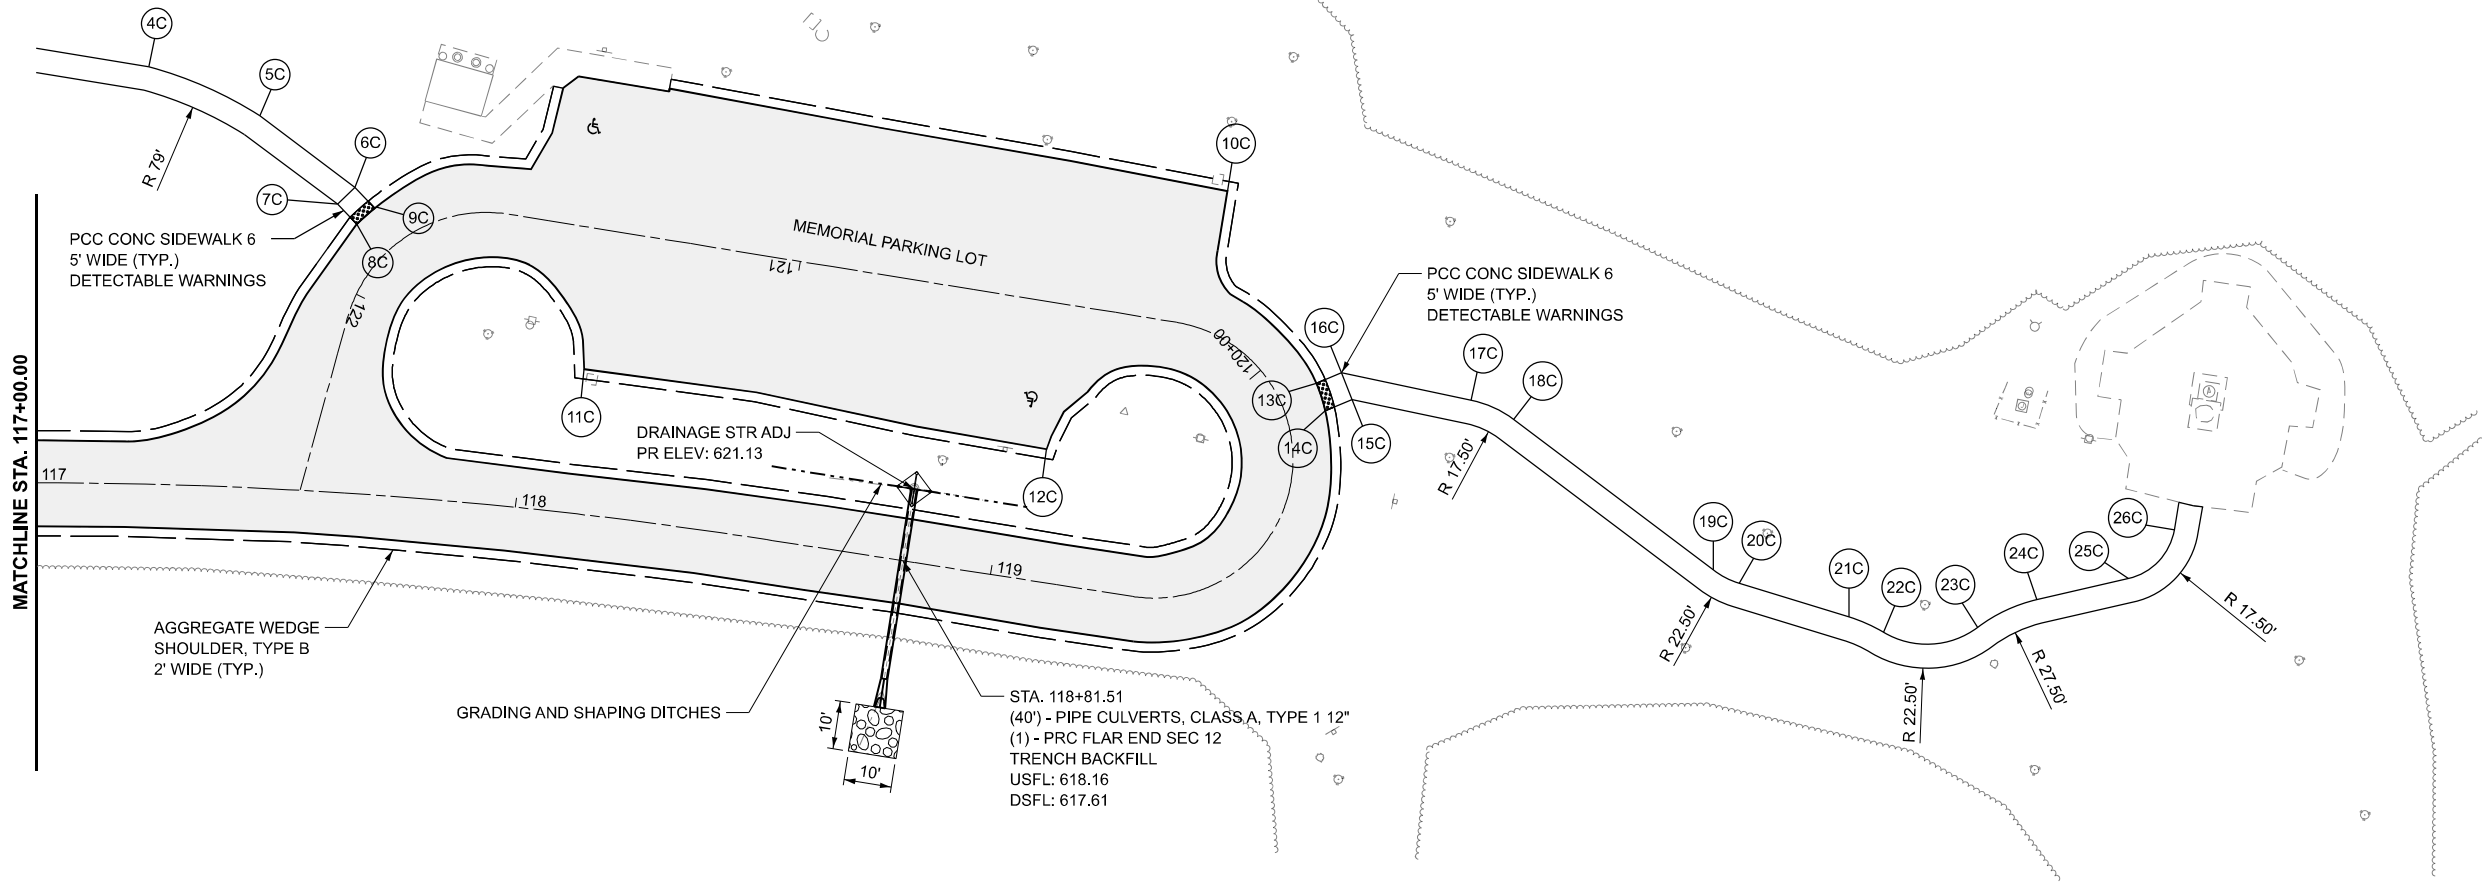 4C
5C
R 79'
6C
7C
9C
8C
PCC CONC SIDEWALK 6
5' WIDE (TYP.)
DETECTABLE WARNINGS
MATCHLINE STA. 117+00.00
10C
MEMORIAL PARKING LOT
121
122
120+00
11C
DRAINAGE STR ADJ
PR ELEV: 621.13
12C
117
118
119
16C
PCC CONC SIDEWALK 6
5' WIDE (TYP.)
DETECTABLE WARNINGS
13C
14C
15C
17C
18C
R 17.50'
19C
20C
21C
22C
23C
24C
25C
26C
R 22.50'
R 22.50'
R 27.50'
R 17.50'
AGGREGATE WEDGE
SHOULDER, TYPE B
2' WIDE (TYP.)
GRADING AND SHAPING DITCHES
10'
10'
STA. 118+81.51
(40') - PIPE CULVERTS, CLASS A, TYPE 1 12"
(1) - PRC FLAR END SEC 12
TRENCH BACKFILL
USFL: 618.16
DSFL: 617.61